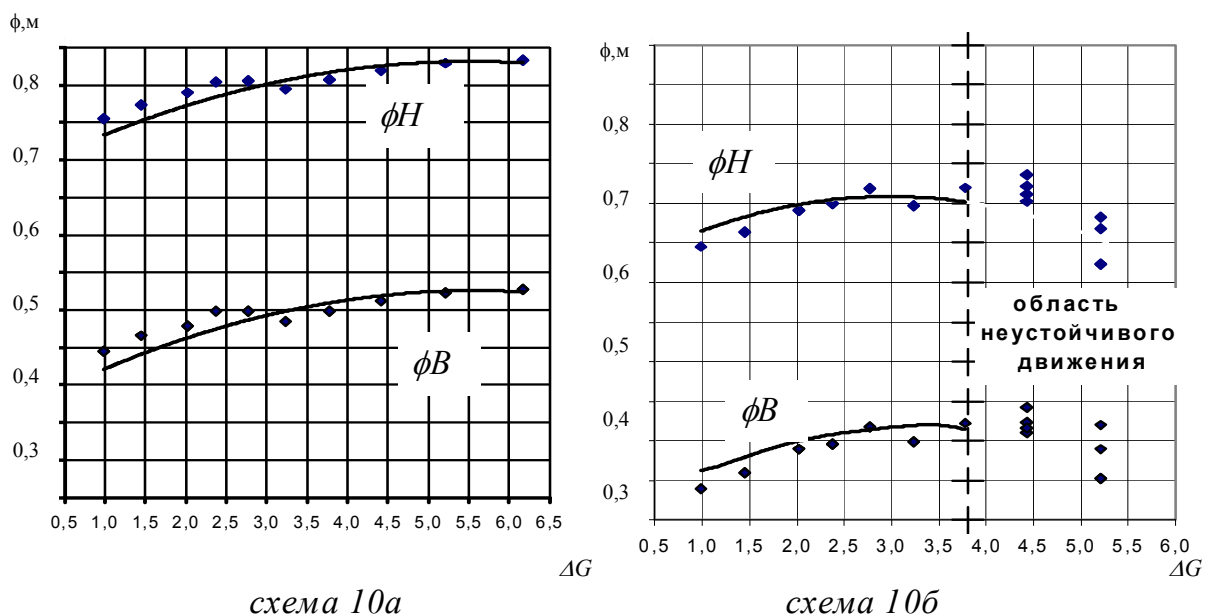 ϕ,м
0,8
0,7
0,6
0,5
0,4
0,3
ϕН
ϕВ
0,5 1,0 1,5 2,0 2,5 3,0 3,5 4,0 4,5 5,0 5,5 6,0 6,5
ΔG
схема 10а
ϕ,м
0,8
0,7
0,6
0,5
0,4
0,3
ϕН
ϕВ
область
неустойчивого
движения
0,5 1,0 1,5 2,0 2,5 3,0 3,5 4,0 4,5 5,0 5,5 6,0
ΔG
схема 10б